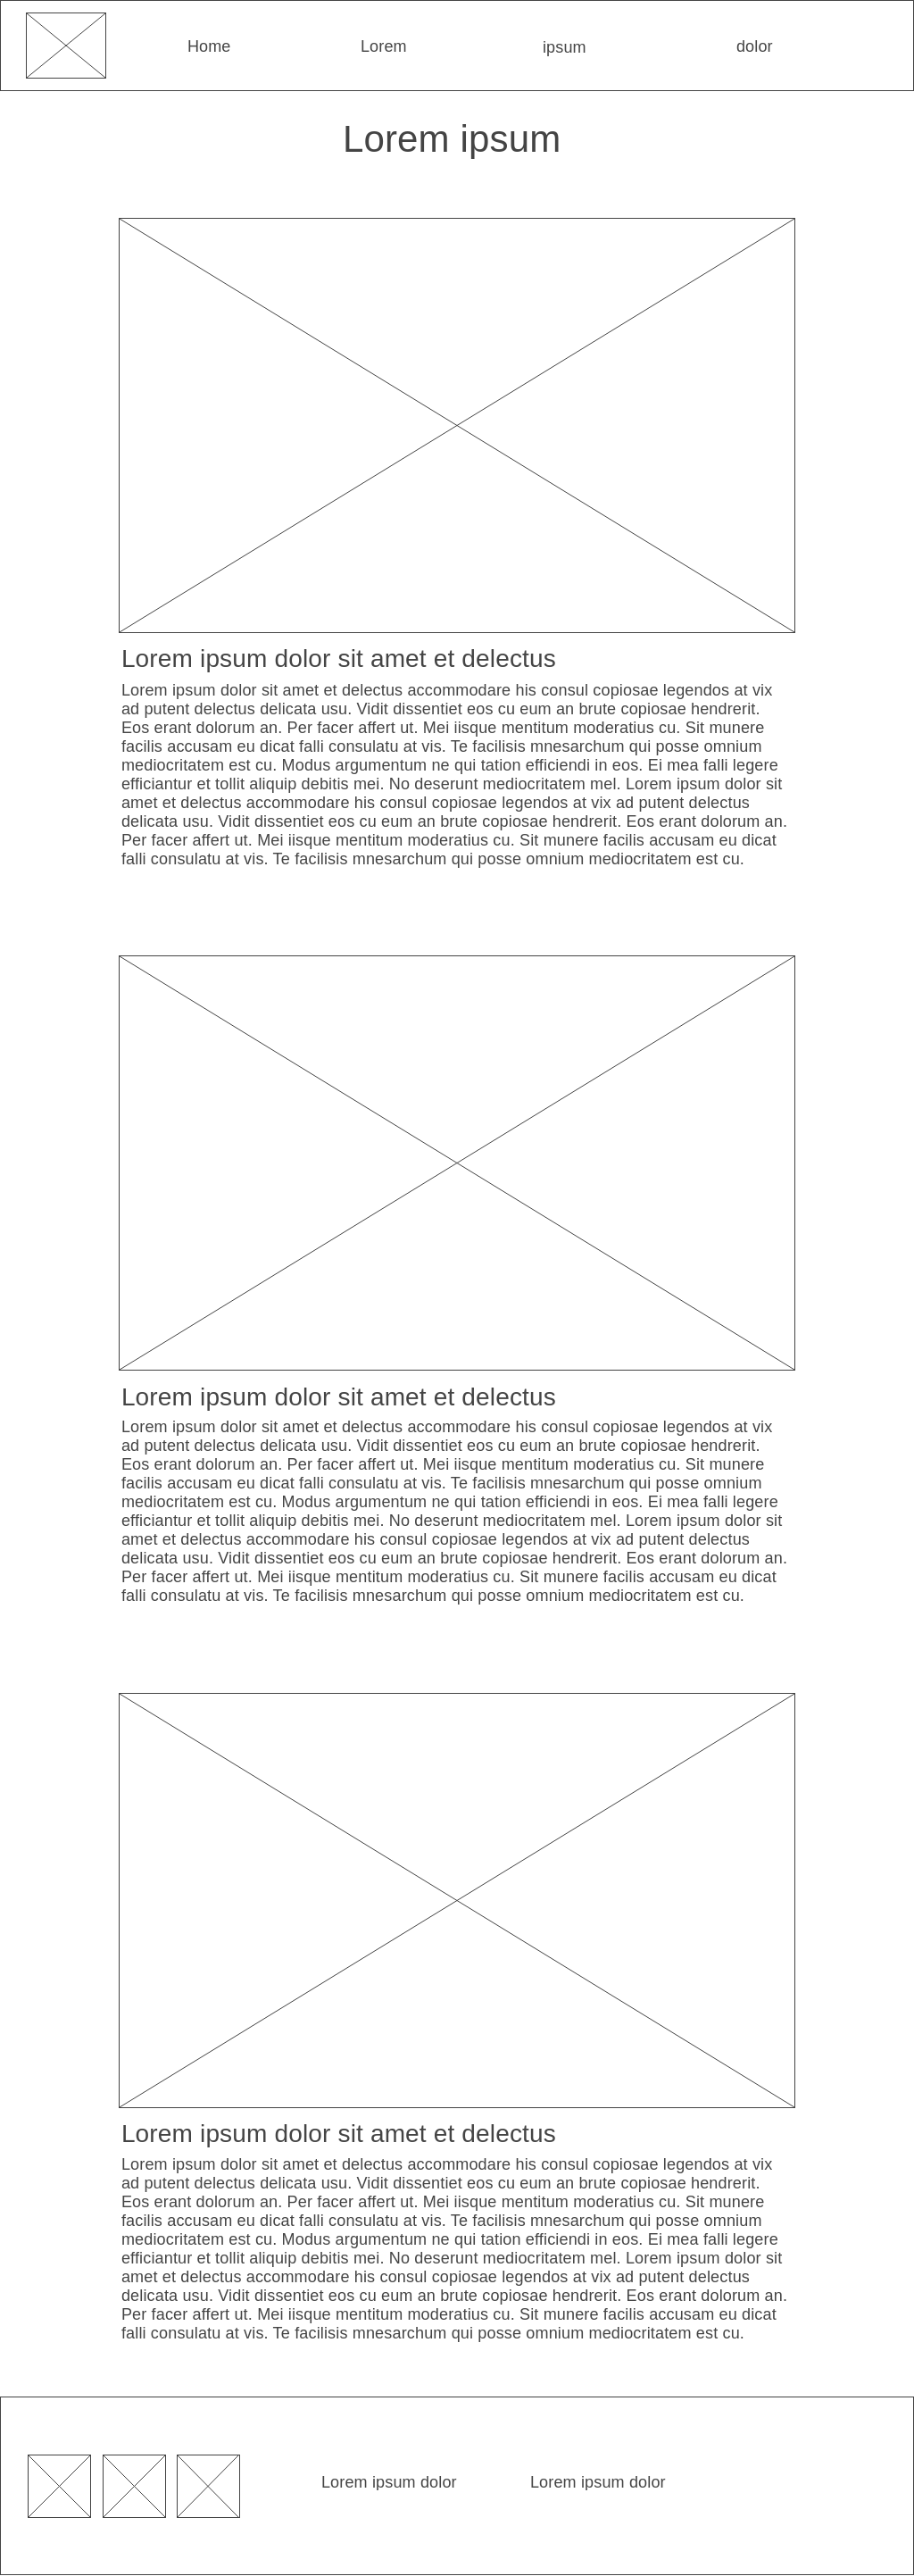 Home Lorem ipsum dolor
Lorem ipsum
Lorem ipsum dolor sit amet et delectus
Lorem ipsum dolor sit amet et delectus accommodare his consul copiosae legendos at vix
ad putent delectus delicata usu. Vidit dissentiet eos cu eum an brute copiosae hendrerit.
Eos erant dolorum an. Per facer affert ut. Mei iisque mentitum moderatius cu. Sit munere
facilis accusam eu dicat falli consulatu at vis. Te facilisis mnesarchum qui posse omnium
mediocritatem est cu. Modus argumentum ne qui tation efficiendi in eos. Ei mea falli legere
efficiantur et tollit aliquip debitis mei. No deserunt mediocritatem mel. Lorem ipsum dolor sit
amet et delectus accommodare his consul copiosae legendos at vix ad putent delectus
delicata usu. Vidit dissentiet eos cu eum an brute copiosae hendrerit. Eos erant dolorum an.
Per facer affert ut. Mei iisque mentitum moderatius cu. Sit munere facilis accusam eu dicat
falli consulatu at vis. Te facilisis mnesarchum qui posse omnium mediocritatem est cu.
Lorem ipsum dolor sit amet et delectus
Lorem ipsum dolor sit amet et delectus accommodare his consul copiosae legendos at vix
ad putent delectus delicata usu. Vidit dissentiet eos cu eum an brute copiosae hendrerit.
Eos erant dolorum an. Per facer affert ut. Mei iisque mentitum moderatius cu. Sit munere
facilis accusam eu dicat falli consulatu at vis. Te facilisis mnesarchum qui posse omnium
mediocritatem est cu. Modus argumentum ne qui tation efficiendi in eos. Ei mea falli legere
efficiantur et tollit aliquip debitis mei. No deserunt mediocritatem mel. Lorem ipsum dolor sit
amet et delectus accommodare his consul copiosae legendos at vix ad putent delectus
delicata usu. Vidit dissentiet eos cu eum an brute copiosae hendrerit. Eos erant dolorum an.
Per facer affert ut. Mei iisque mentitum moderatius cu. Sit munere facilis accusam eu dicat
falli consulatu at vis. Te facilisis mnesarchum qui posse omnium mediocritatem est cu.
Lorem ipsum dolor sit amet et delectus
Lorem ipsum dolor sit amet et delectus accommodare his consul copiosae legendos at vix
ad putent delectus delicata usu. Vidit dissentiet eos cu eum an brute copiosae hendrerit.
Eos erant dolorum an. Per facer affert ut. Mei iisque mentitum moderatius cu. Sit munere
facilis accusam eu dicat falli consulatu at vis. Te facilisis mnesarchum qui posse omnium
mediocritatem est cu. Modus argumentum ne qui tation efficiendi in eos. Ei mea falli legere
efficiantur et tollit aliquip debitis mei. No deserunt mediocritatem mel. Lorem ipsum dolor sit
amet et delectus accommodare his consul copiosae legendos at vix ad putent delectus
delicata usu. Vidit dissentiet eos cu eum an brute copiosae hendrerit. Eos erant dolorum an.
Per facer affert ut. Mei iisque mentitum moderatius cu. Sit munere facilis accusam eu dicat
falli consulatu at vis. Te facilisis mnesarchum qui posse omnium mediocritatem est cu.
Lorem ipsum dolor Lorem ipsum dolor